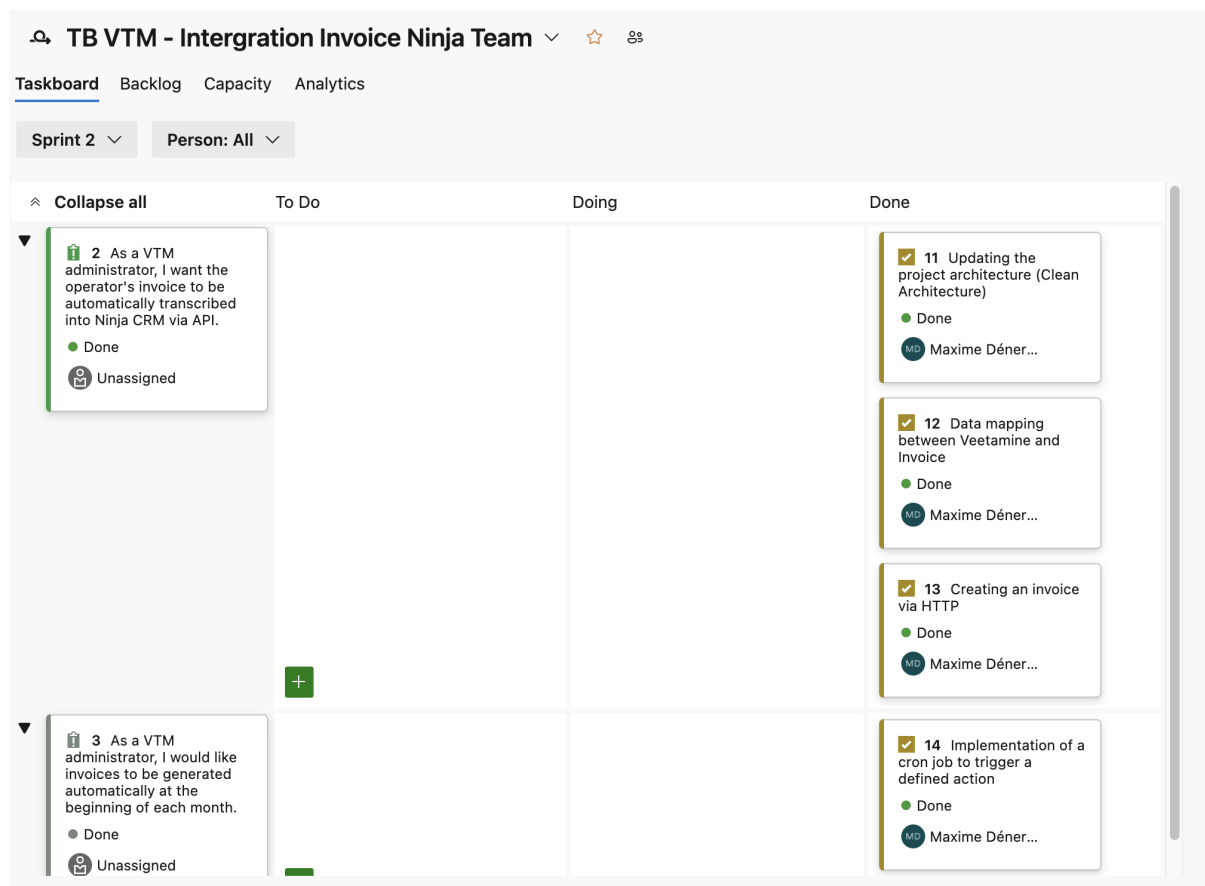 TB VTM - Intergration Invoice Ninja Team
Taskboard Backlog Capacity Analytics
Sprint 2 Person: All
Collapse all To Do Doing Done
2 As a VTM
administrator, I want the
operator's invoice to be
automatically transcribed
into Ninja CRM via API.
Done
Unassigned
11 Updating the
project architecture (Clean
Architecture)
Done
MD Maxime Déner...
12 Data mapping
between Veetamine and
Invoice
Done
MD Maxime Déner...
13 Creating an invoice
via HTTP
Done
MD Maxime Déner...
3 As a VTM
administrator, I would like
invoices to be generated
automatically at the
beginning of each month.
Done
Unassigned
14 Implementation of a
cron job to trigger a
defined action
Done
MD Maxime Déner...